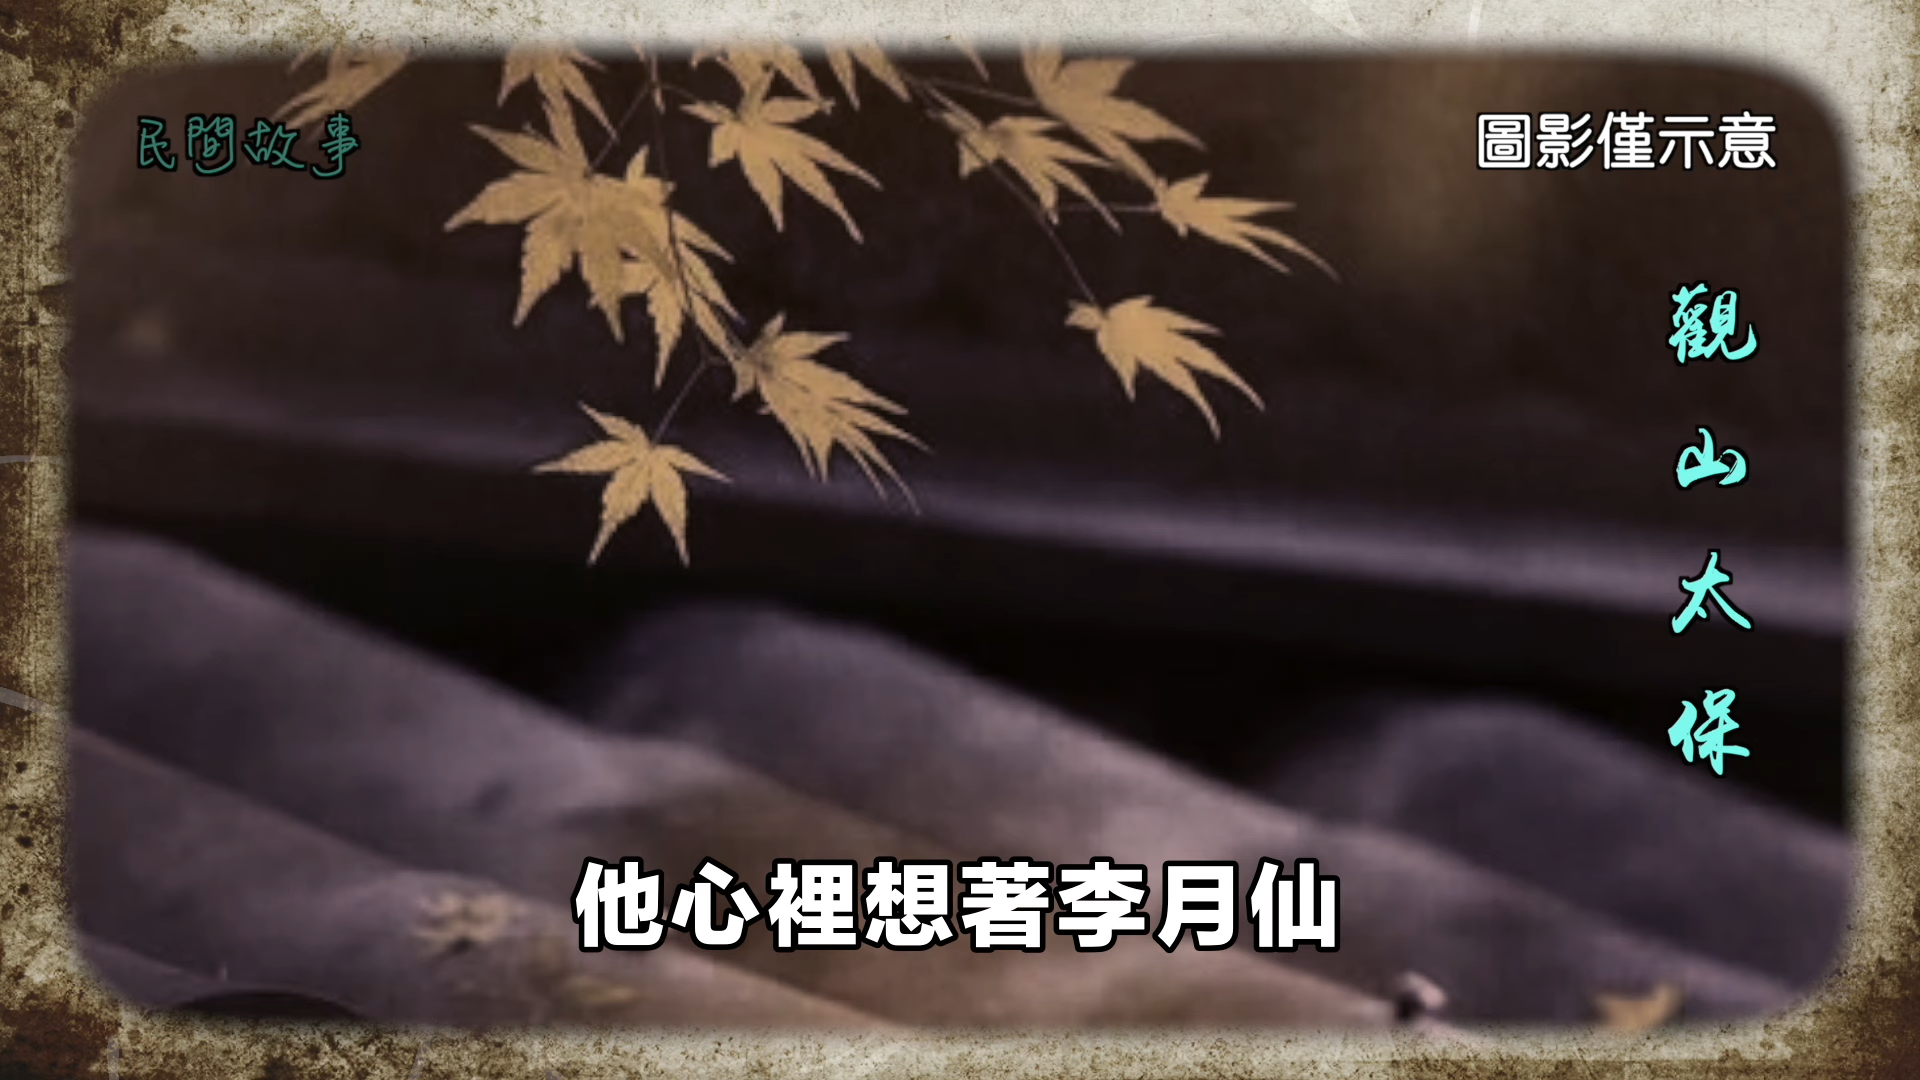 民間故事
圖影僅示意
觀山太保
他心裡想著李月仙